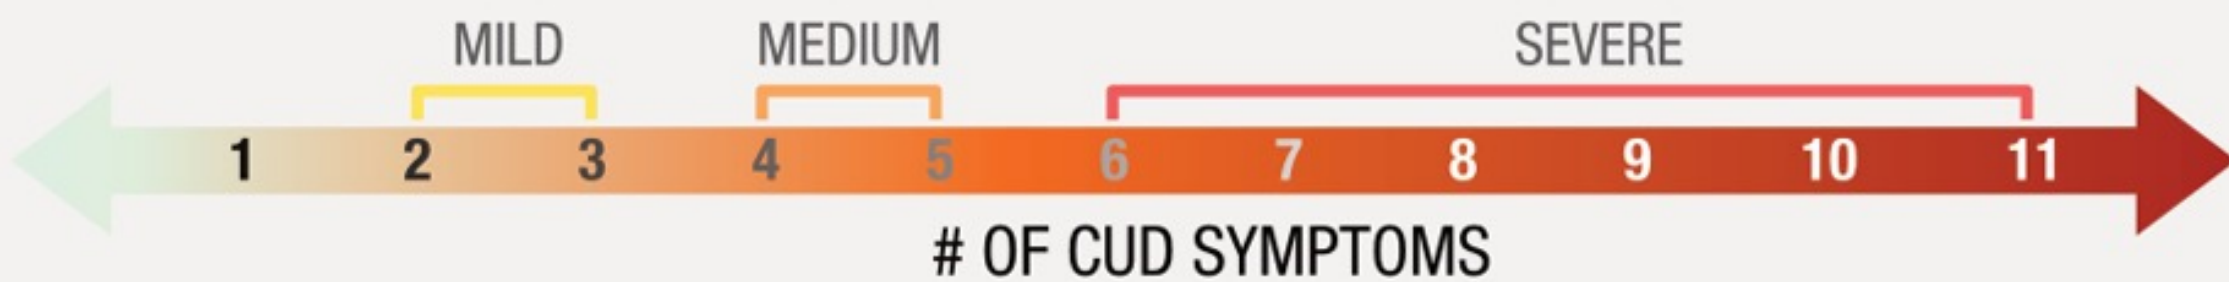 MILD MEDIUM SEVERE
1 2 3 4 5 6 7 8 9 10 11
# OF CUD SYMPTOMS